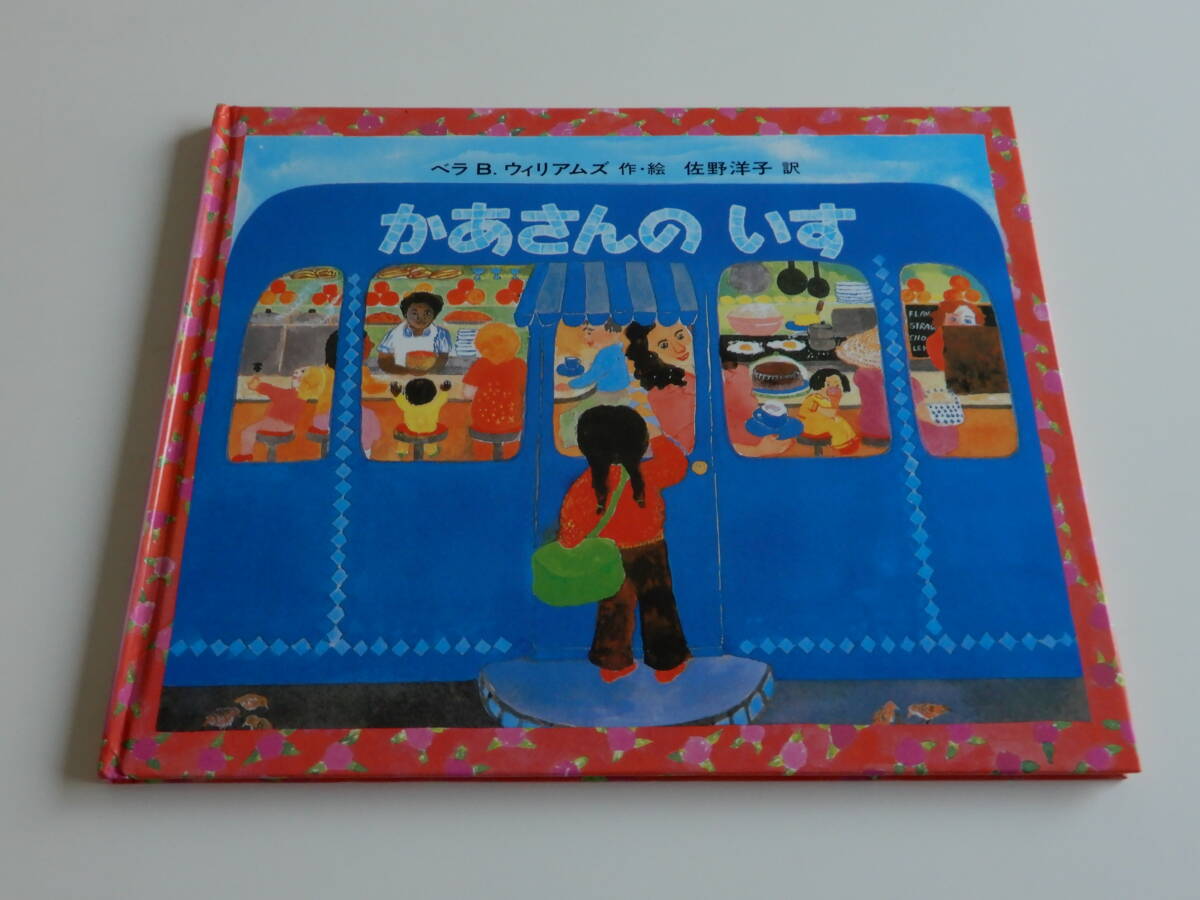 ベラ B. ウィリアムズ 作・絵 佐野洋子 訳
かあさんの いす